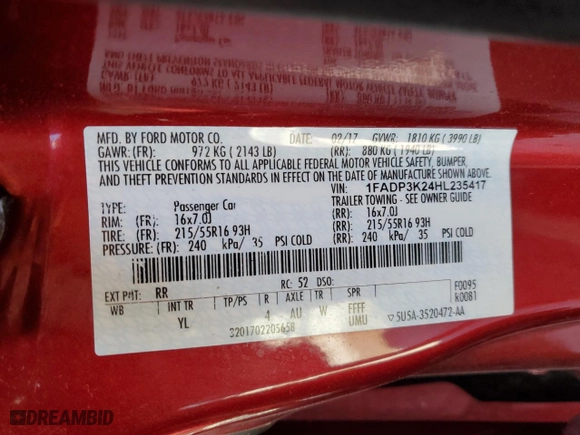 MFD. BY FORD MOTOR CO. DATE: 02/17 GVWR: 1810 KG ( 3990 LB)
GAWR: (FR): 972 KG ( 2143 LB) (RR): 880 KG ( 1940 LB)
THIS VEHICLE CONFORMS TO ALL APPLICABLE FEDERAL MOTOR VEHICLE SAFETY, BUMPER,
AND THEFT PREVENTION STANDARDS IN EFFECT ON THE DATE OF MANUFACTURE SHOWN ABOVE.
VIN: 1FADP3K24HL235417
TYPE: Passenger Car TRAILER TOWING - SEE OWNER GUIDE
RIM: (FR): 16x7.0J (RR): 16x7.0J
TIRE: (FR): 215/55R16 93H (RR): 215/55R16 93H
PRESSURE: (FR): 240 kPa/ 35 PSI COLD (RR): 240 kPa/ 35 PSI COLD
RC: 52 DSO: F0095
EXT PNT: RR K0081
WB INT TR TP/PS R AXLE TR SPR
YL 4 AU W FFFF
UMU
3201702205658
5U5A-3520472-AA
DREAMBID